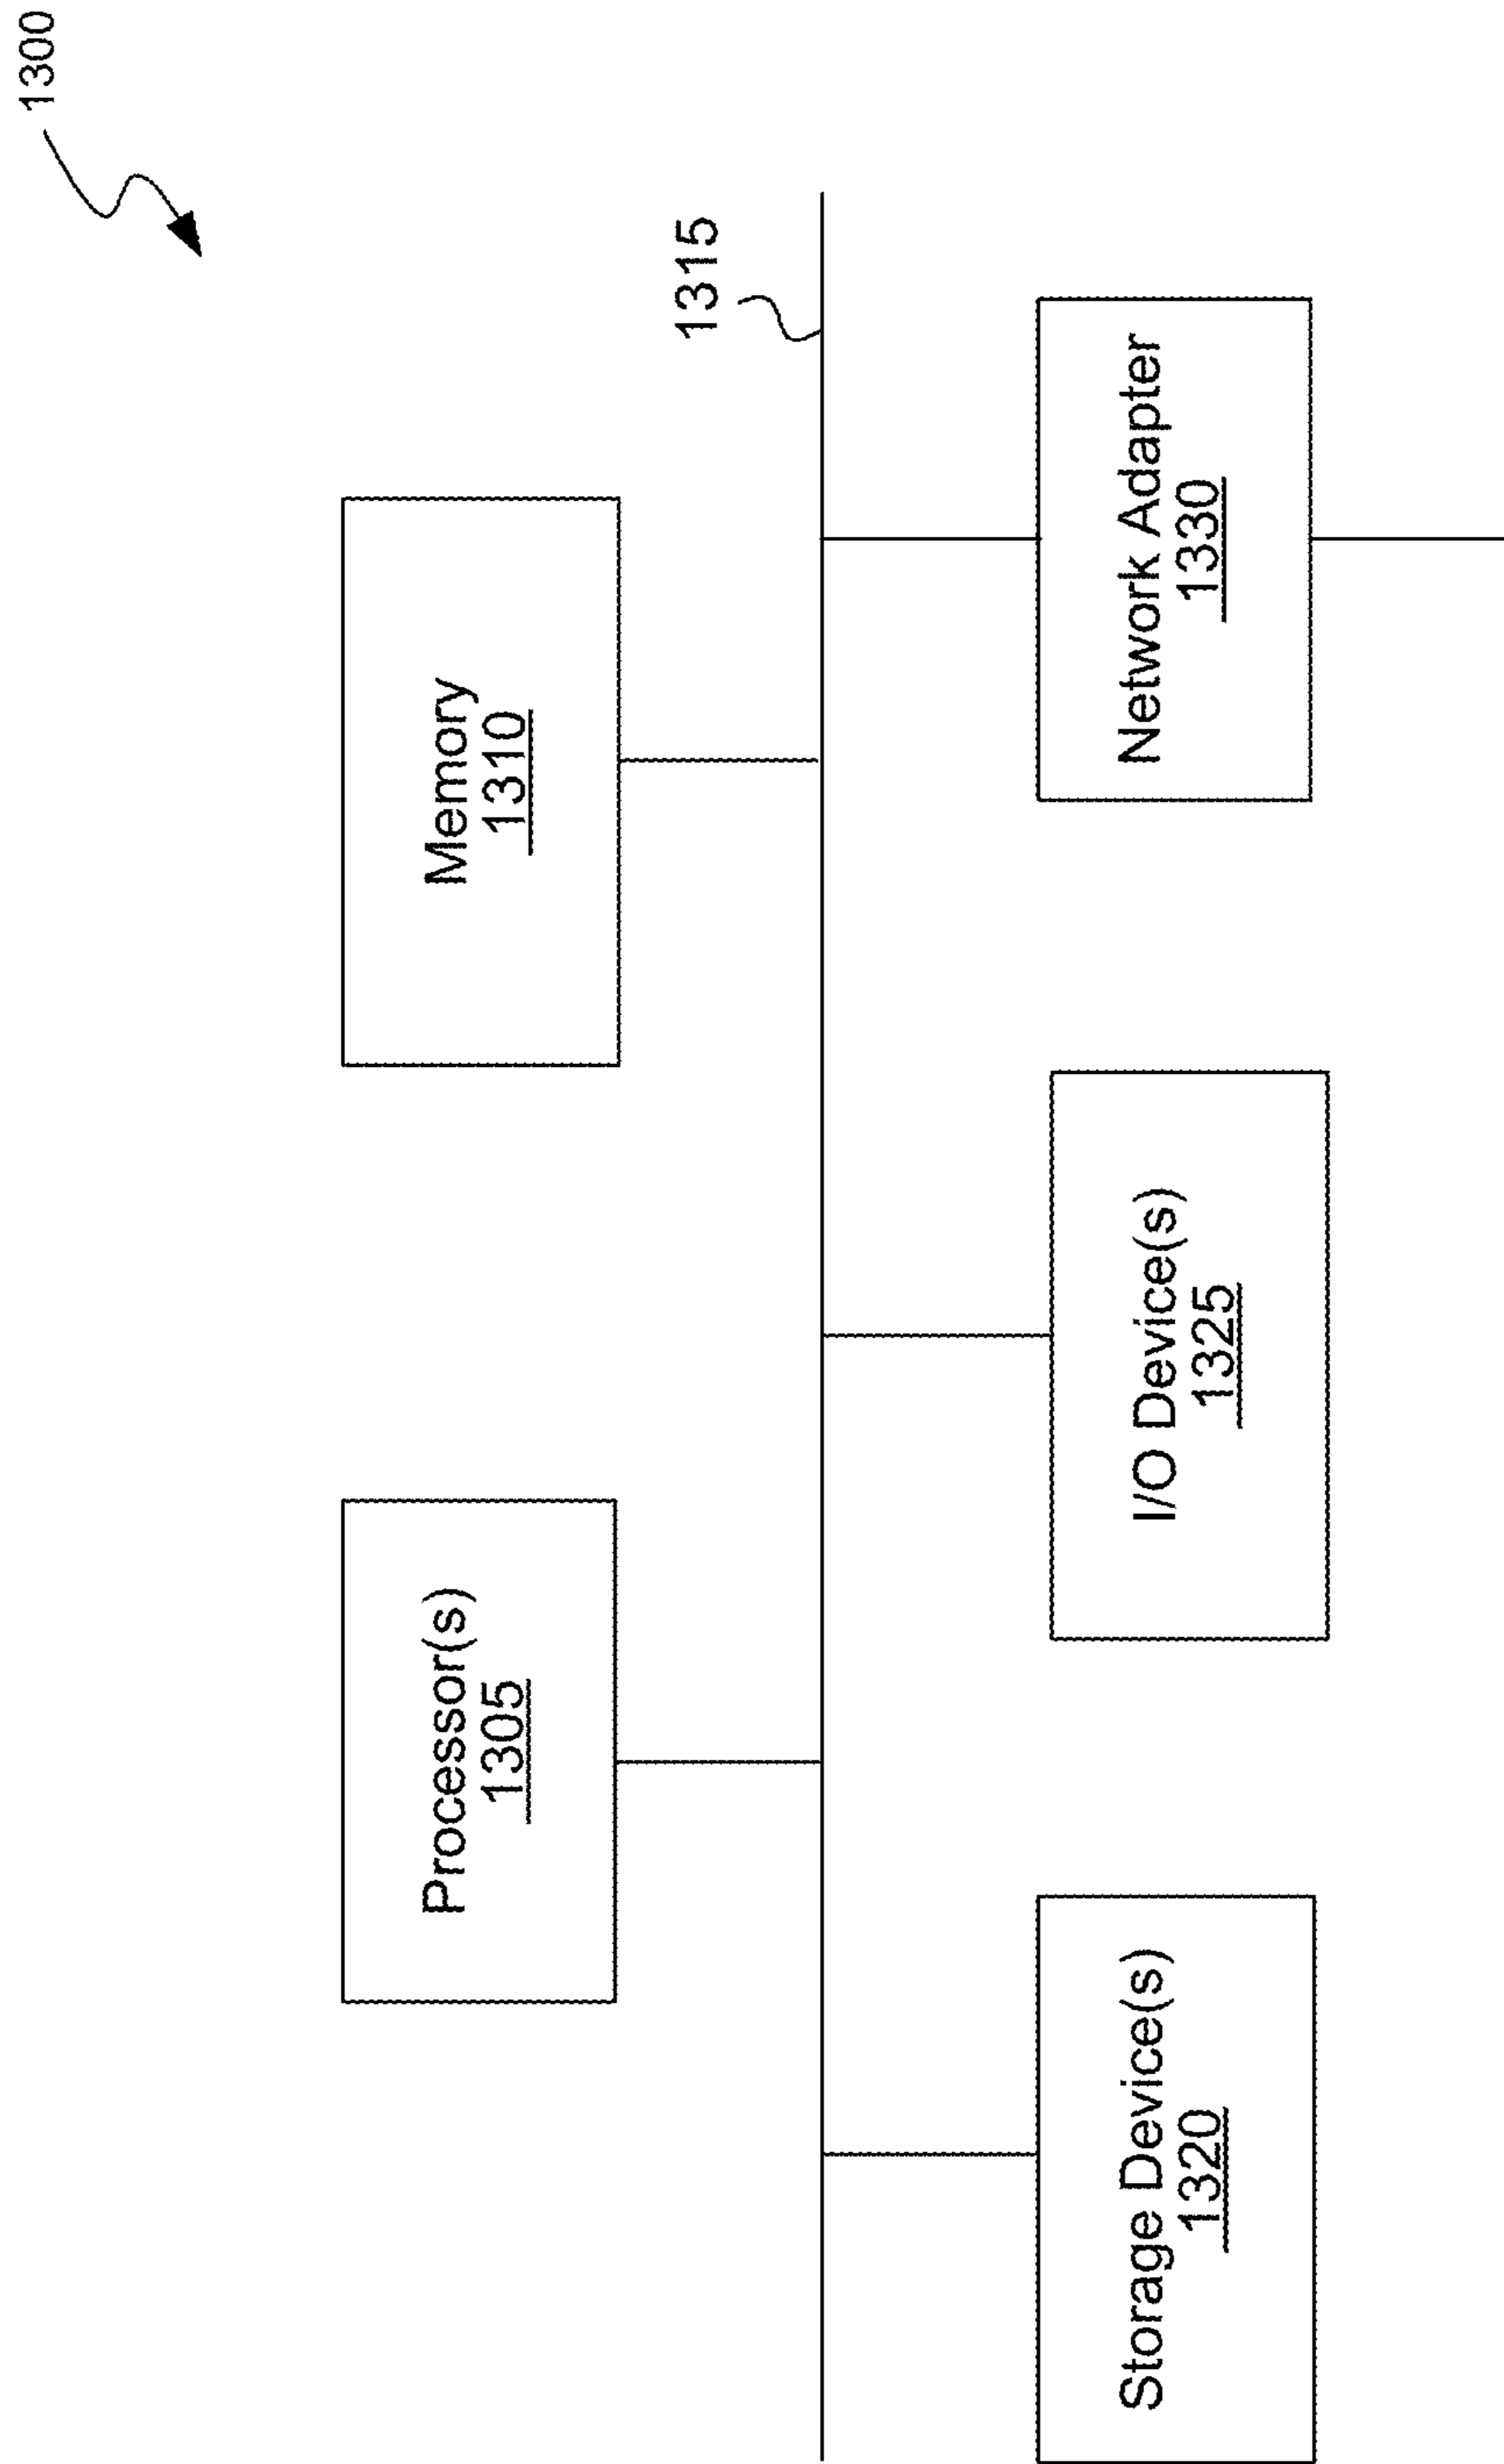 1300
Processor(s)
1305
Memory
1310
1315
Storage Device(s)
1320
I/O Device(s)
1325
Network Adapter
1330